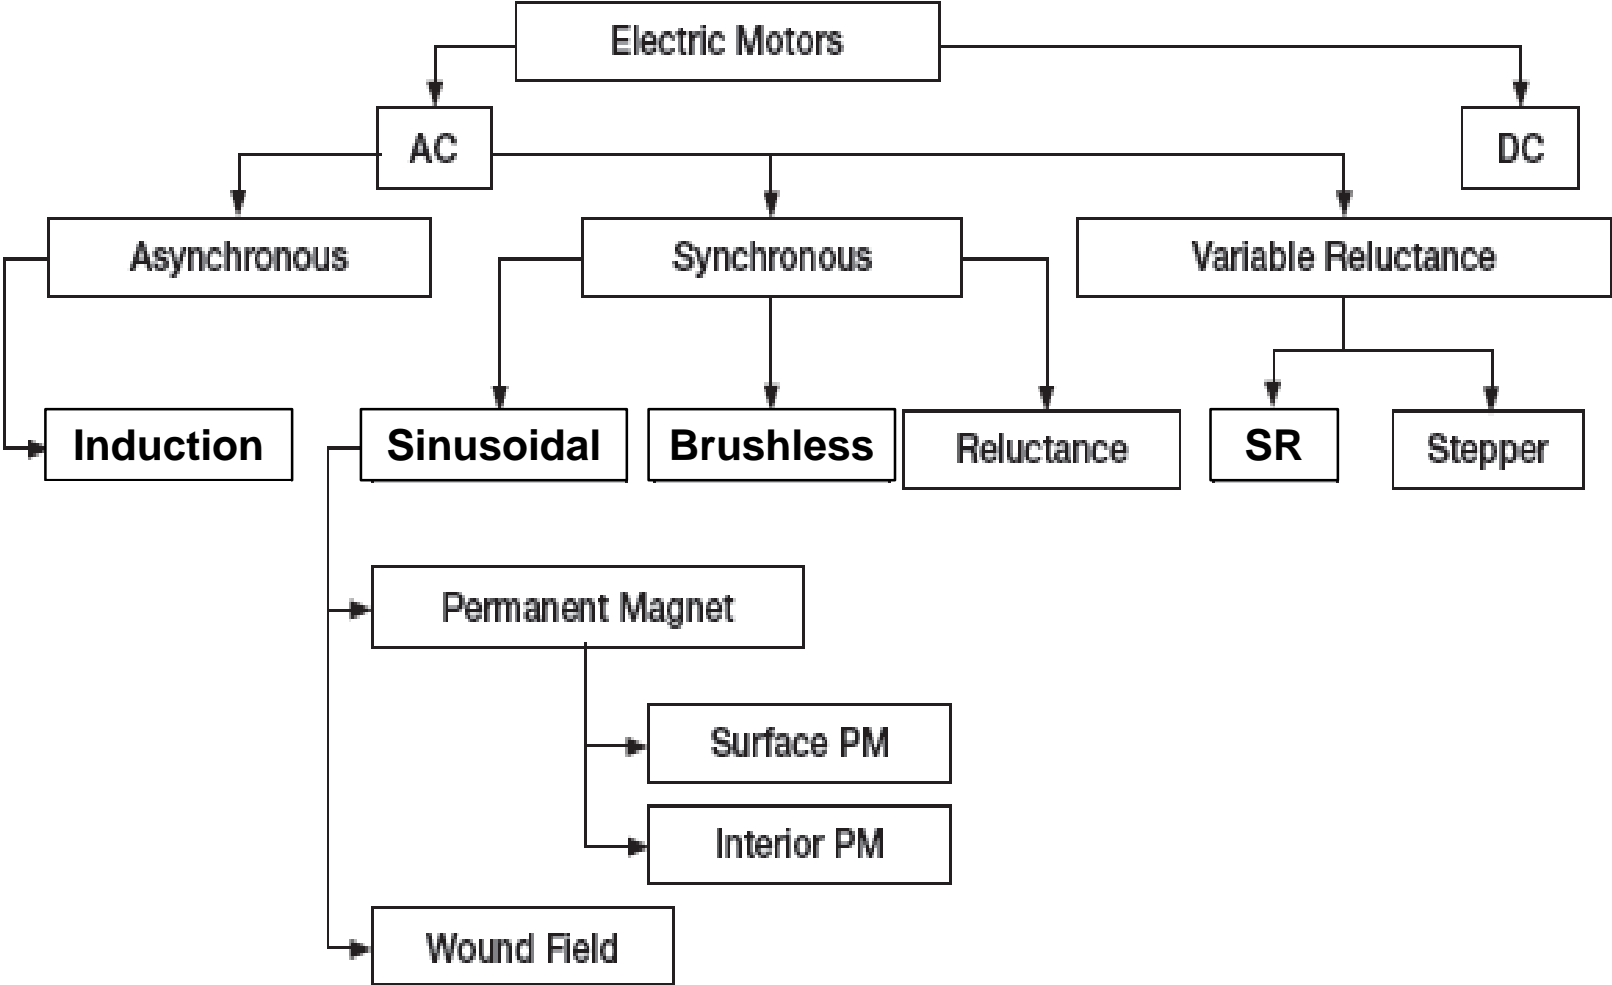 Electric Motors
AC
DC
Asynchronous
Synchronous
Variable Reluctance
Induction
Sinusoidal
Brushless
Reluctance
SR
Stepper
Permanent Magnet
Surface PM
Interior PM
Wound Field